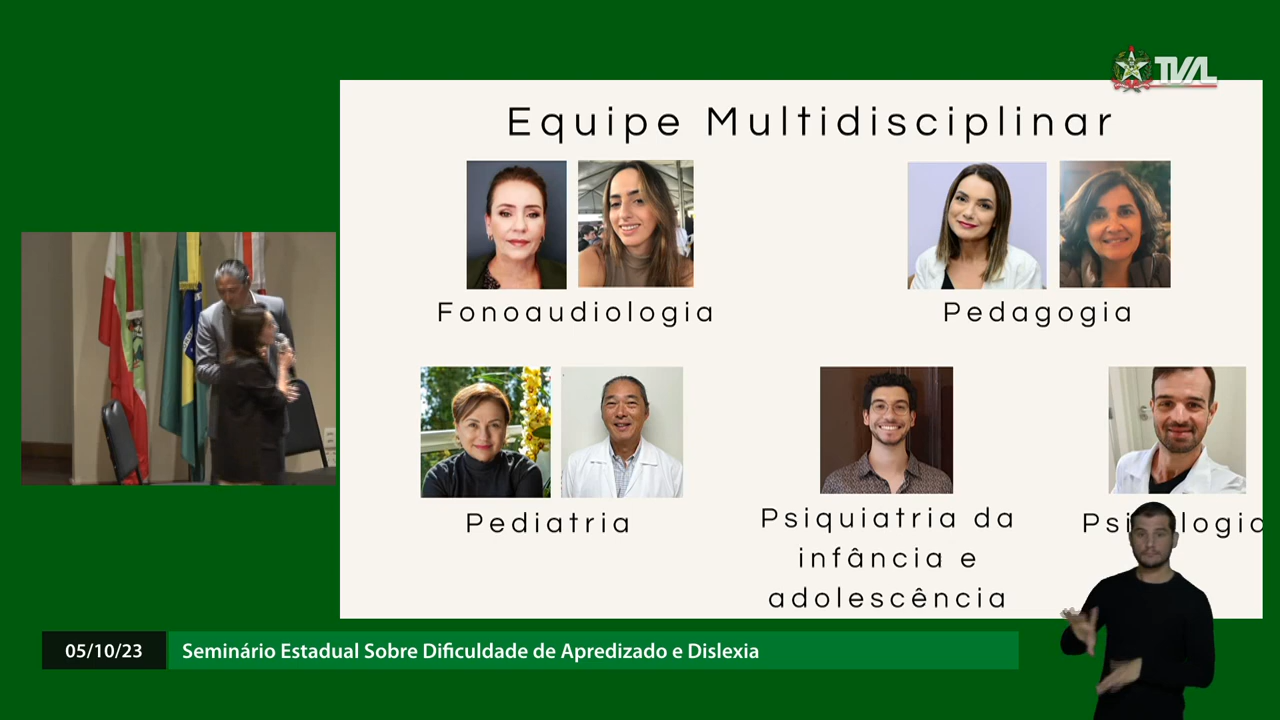 TVAL
Equipe Multidisciplinar
Fonoaudiologia
Pedagogia
Pediatria
Psiquiatria da
infância e
adolescência
05/10/23
Seminário Estadual Sobre Dificuldade de Apredizado e Dislexia